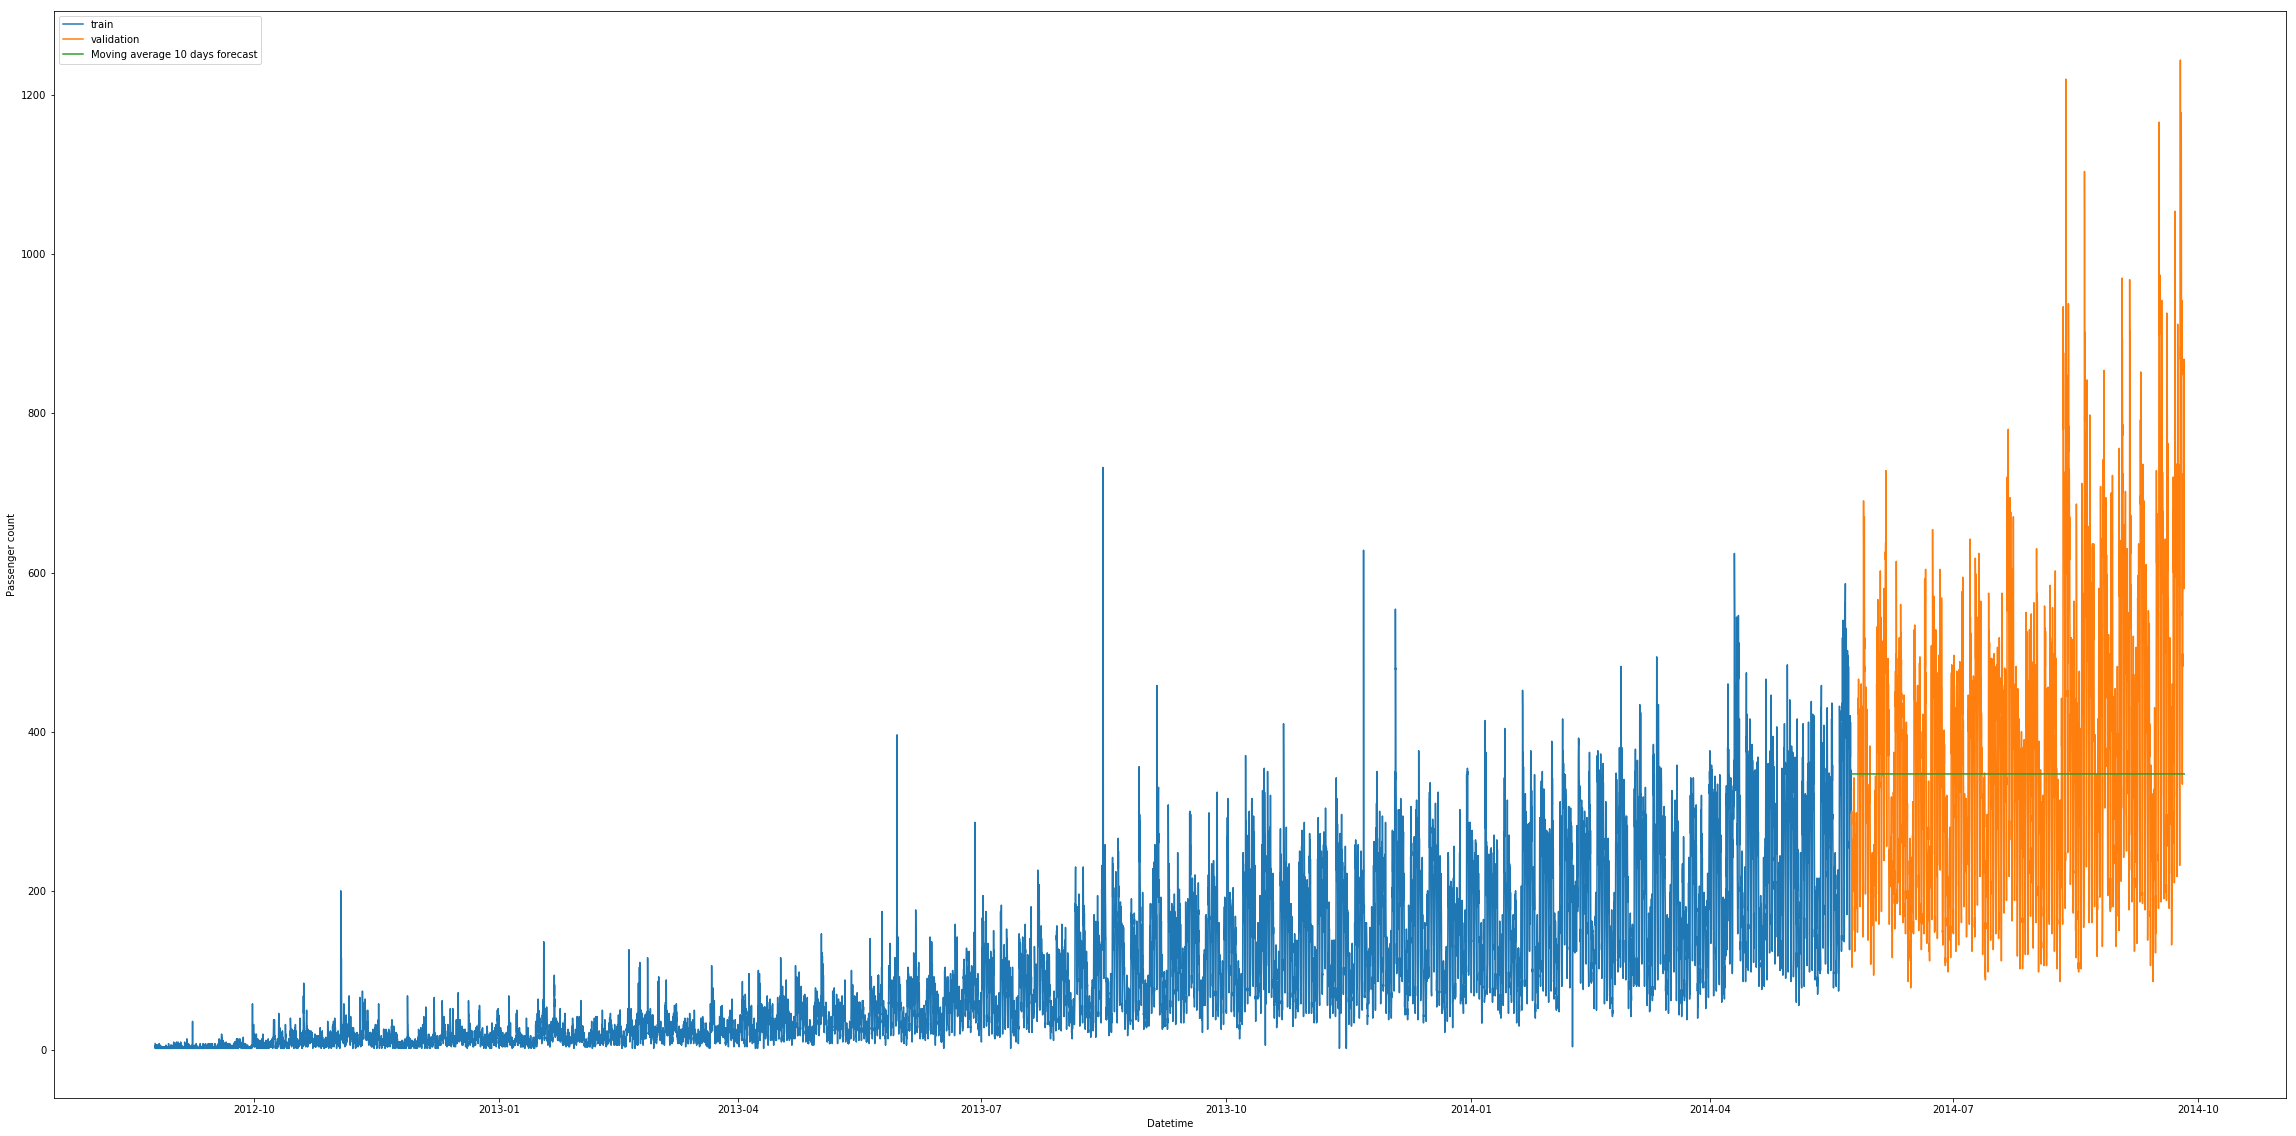 train
validation
Moving average 10 days forecast
1200
1000
800
600
400
200
0
Passenger count
2012-10 2013-01 2013-04 2013-07 2013-10 2014-01 2014-04 2014-07 2014-10
Datetime